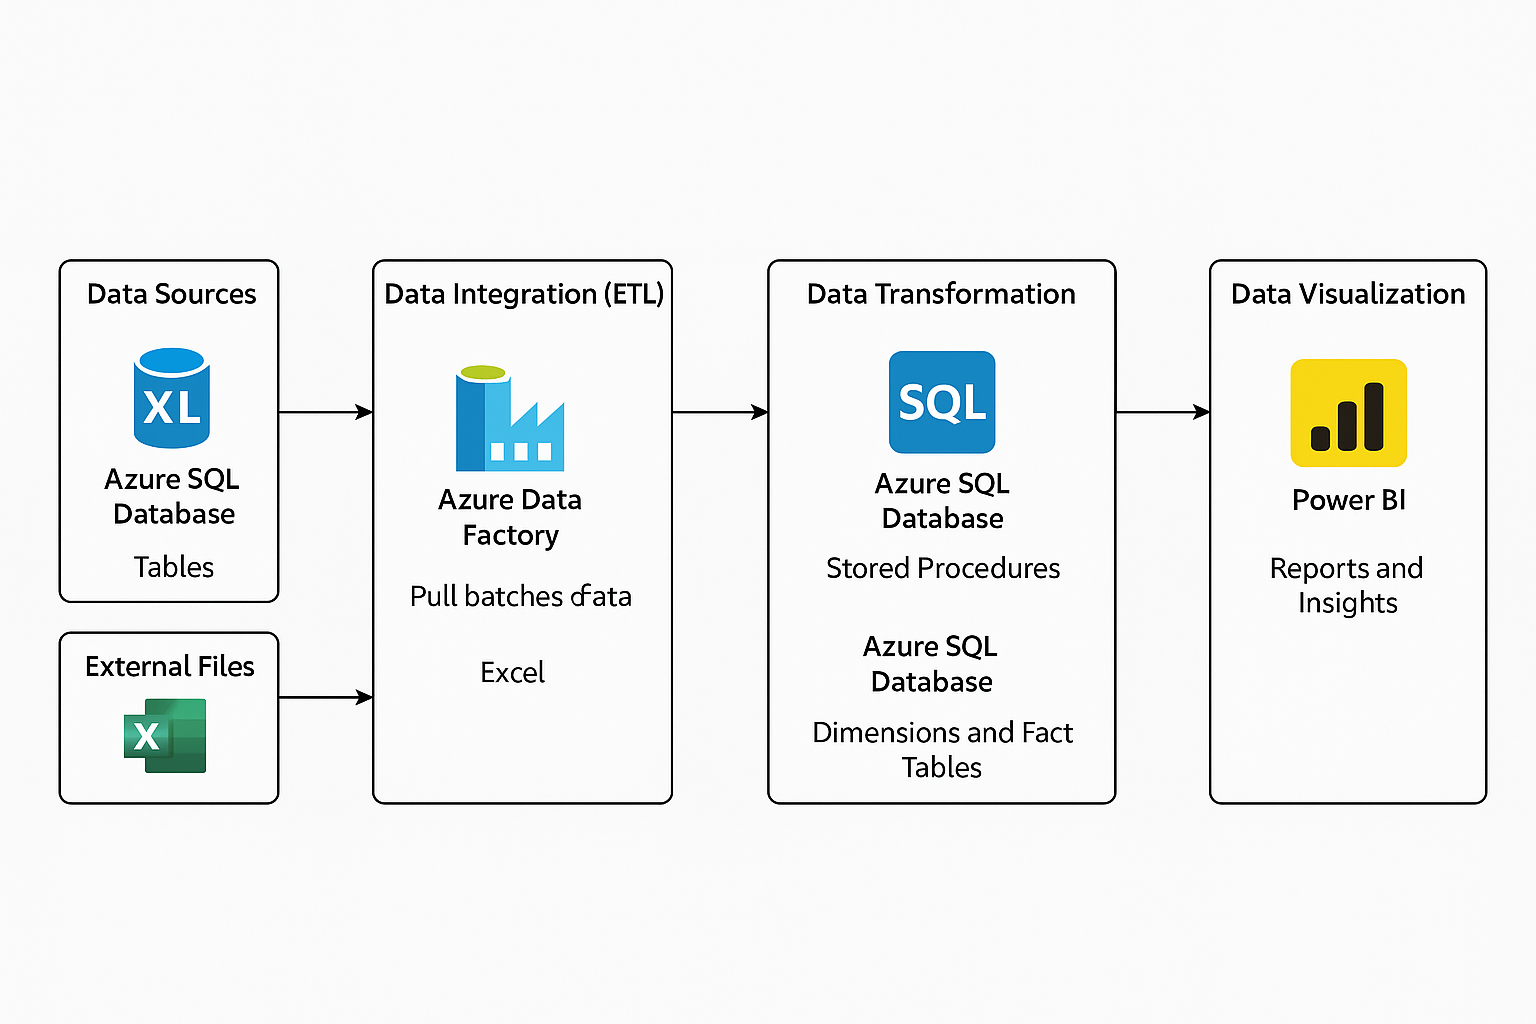 Data Sources
XL
Azure SQL
Database
Tables
External Files
X
Data Integration (ETL)
Azure Data
Factory
Pull batches ofata
Excel
Data Transformation
SQL
Azure SQL
Database
Stored Procedures
Azure SQL
Database
Dimensions and Fact
Tables
Data Visualization
Power BI
Reports and
Insights